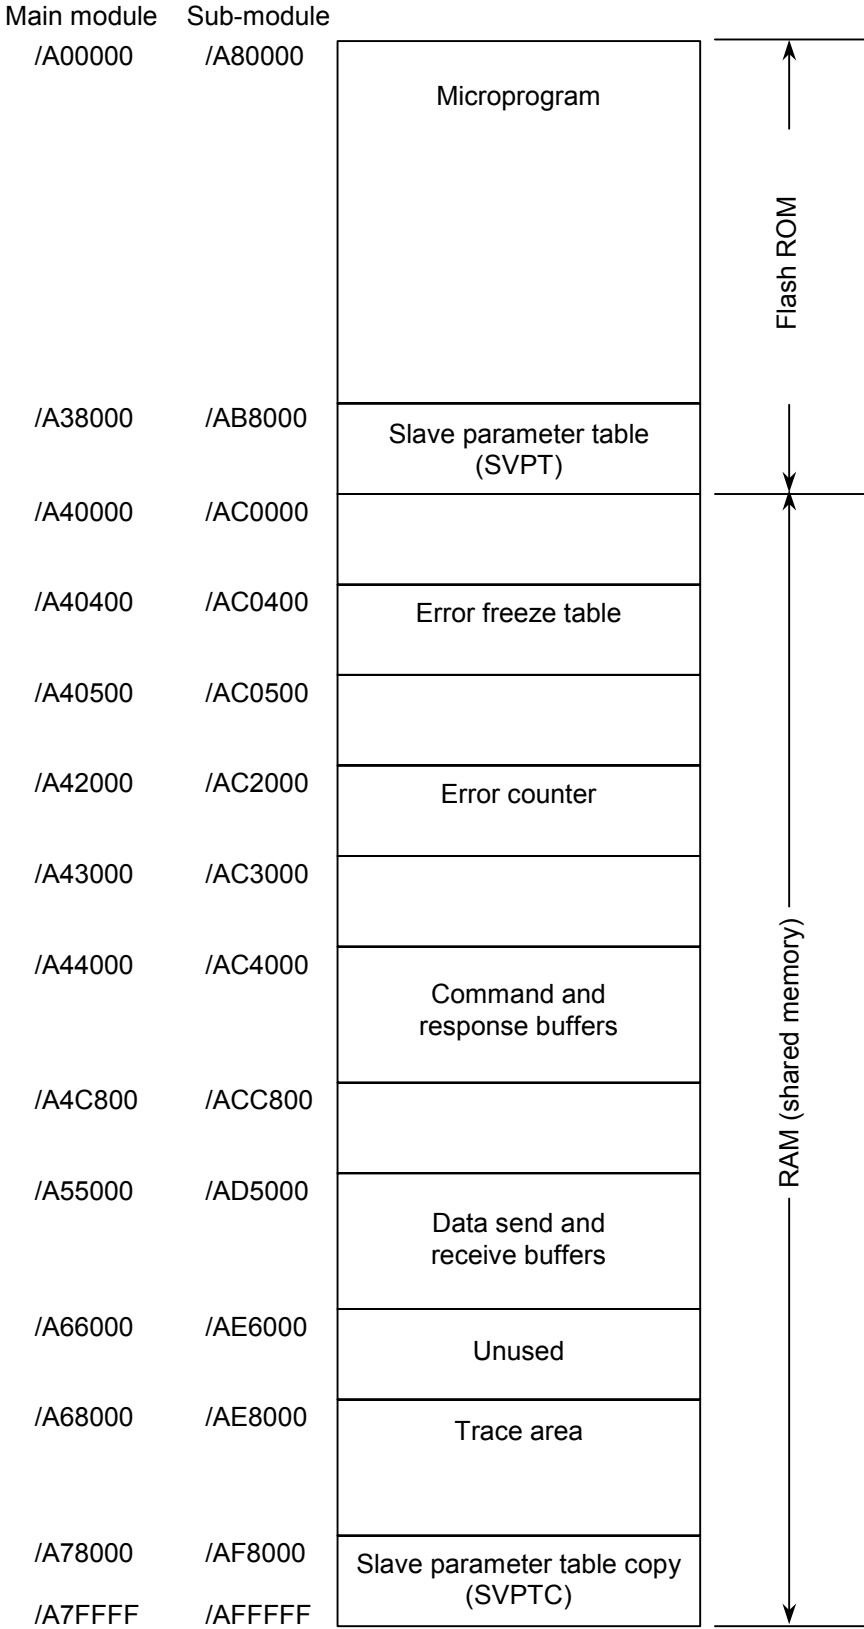 Main module Sub-module
/A00000 /A80000
Microprogram
Flash ROM
/A38000 /AB8000
Slave parameter table
(SVPT)
/A40000 /AC0000
/A40400 /AC0400
Error freeze table
/A40500 /AC0500
/A42000 /AC2000
Error counter
/A43000 /AC3000
/A44000 /AC4000
Command and
response buffers
RAM (shared memory)
/A4C800 /ACC800
/A55000 /AD5000
Data send and
receive buffers
/A66000 /AE6000
Unused
/A68000 /AE8000
Trace area
/A78000 /AF8000
Slave parameter table copy
(SVPTC)
/A7FFFF /AFFFFF